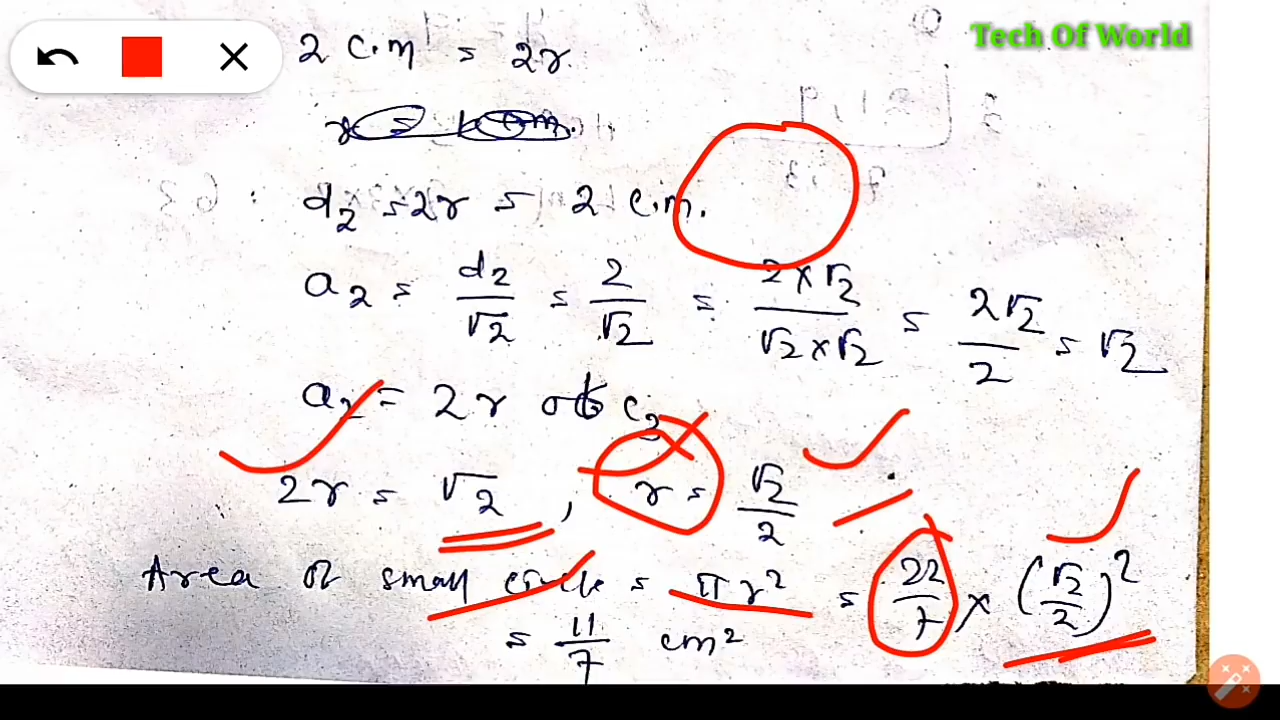 Tech Of World
2 c.m = 2r
r = 1 cm.
d2 = 2r = 2 c.m.
a2 = d2/√2 = 2/√2 = 2×√2/√2×√2 = 2√2/2 = √2
a2 = 2r of c3
2r = √2, r = √2/2
Area of small circle = πr² = 22/7 × (√2/2)²
= 11/7 cm²